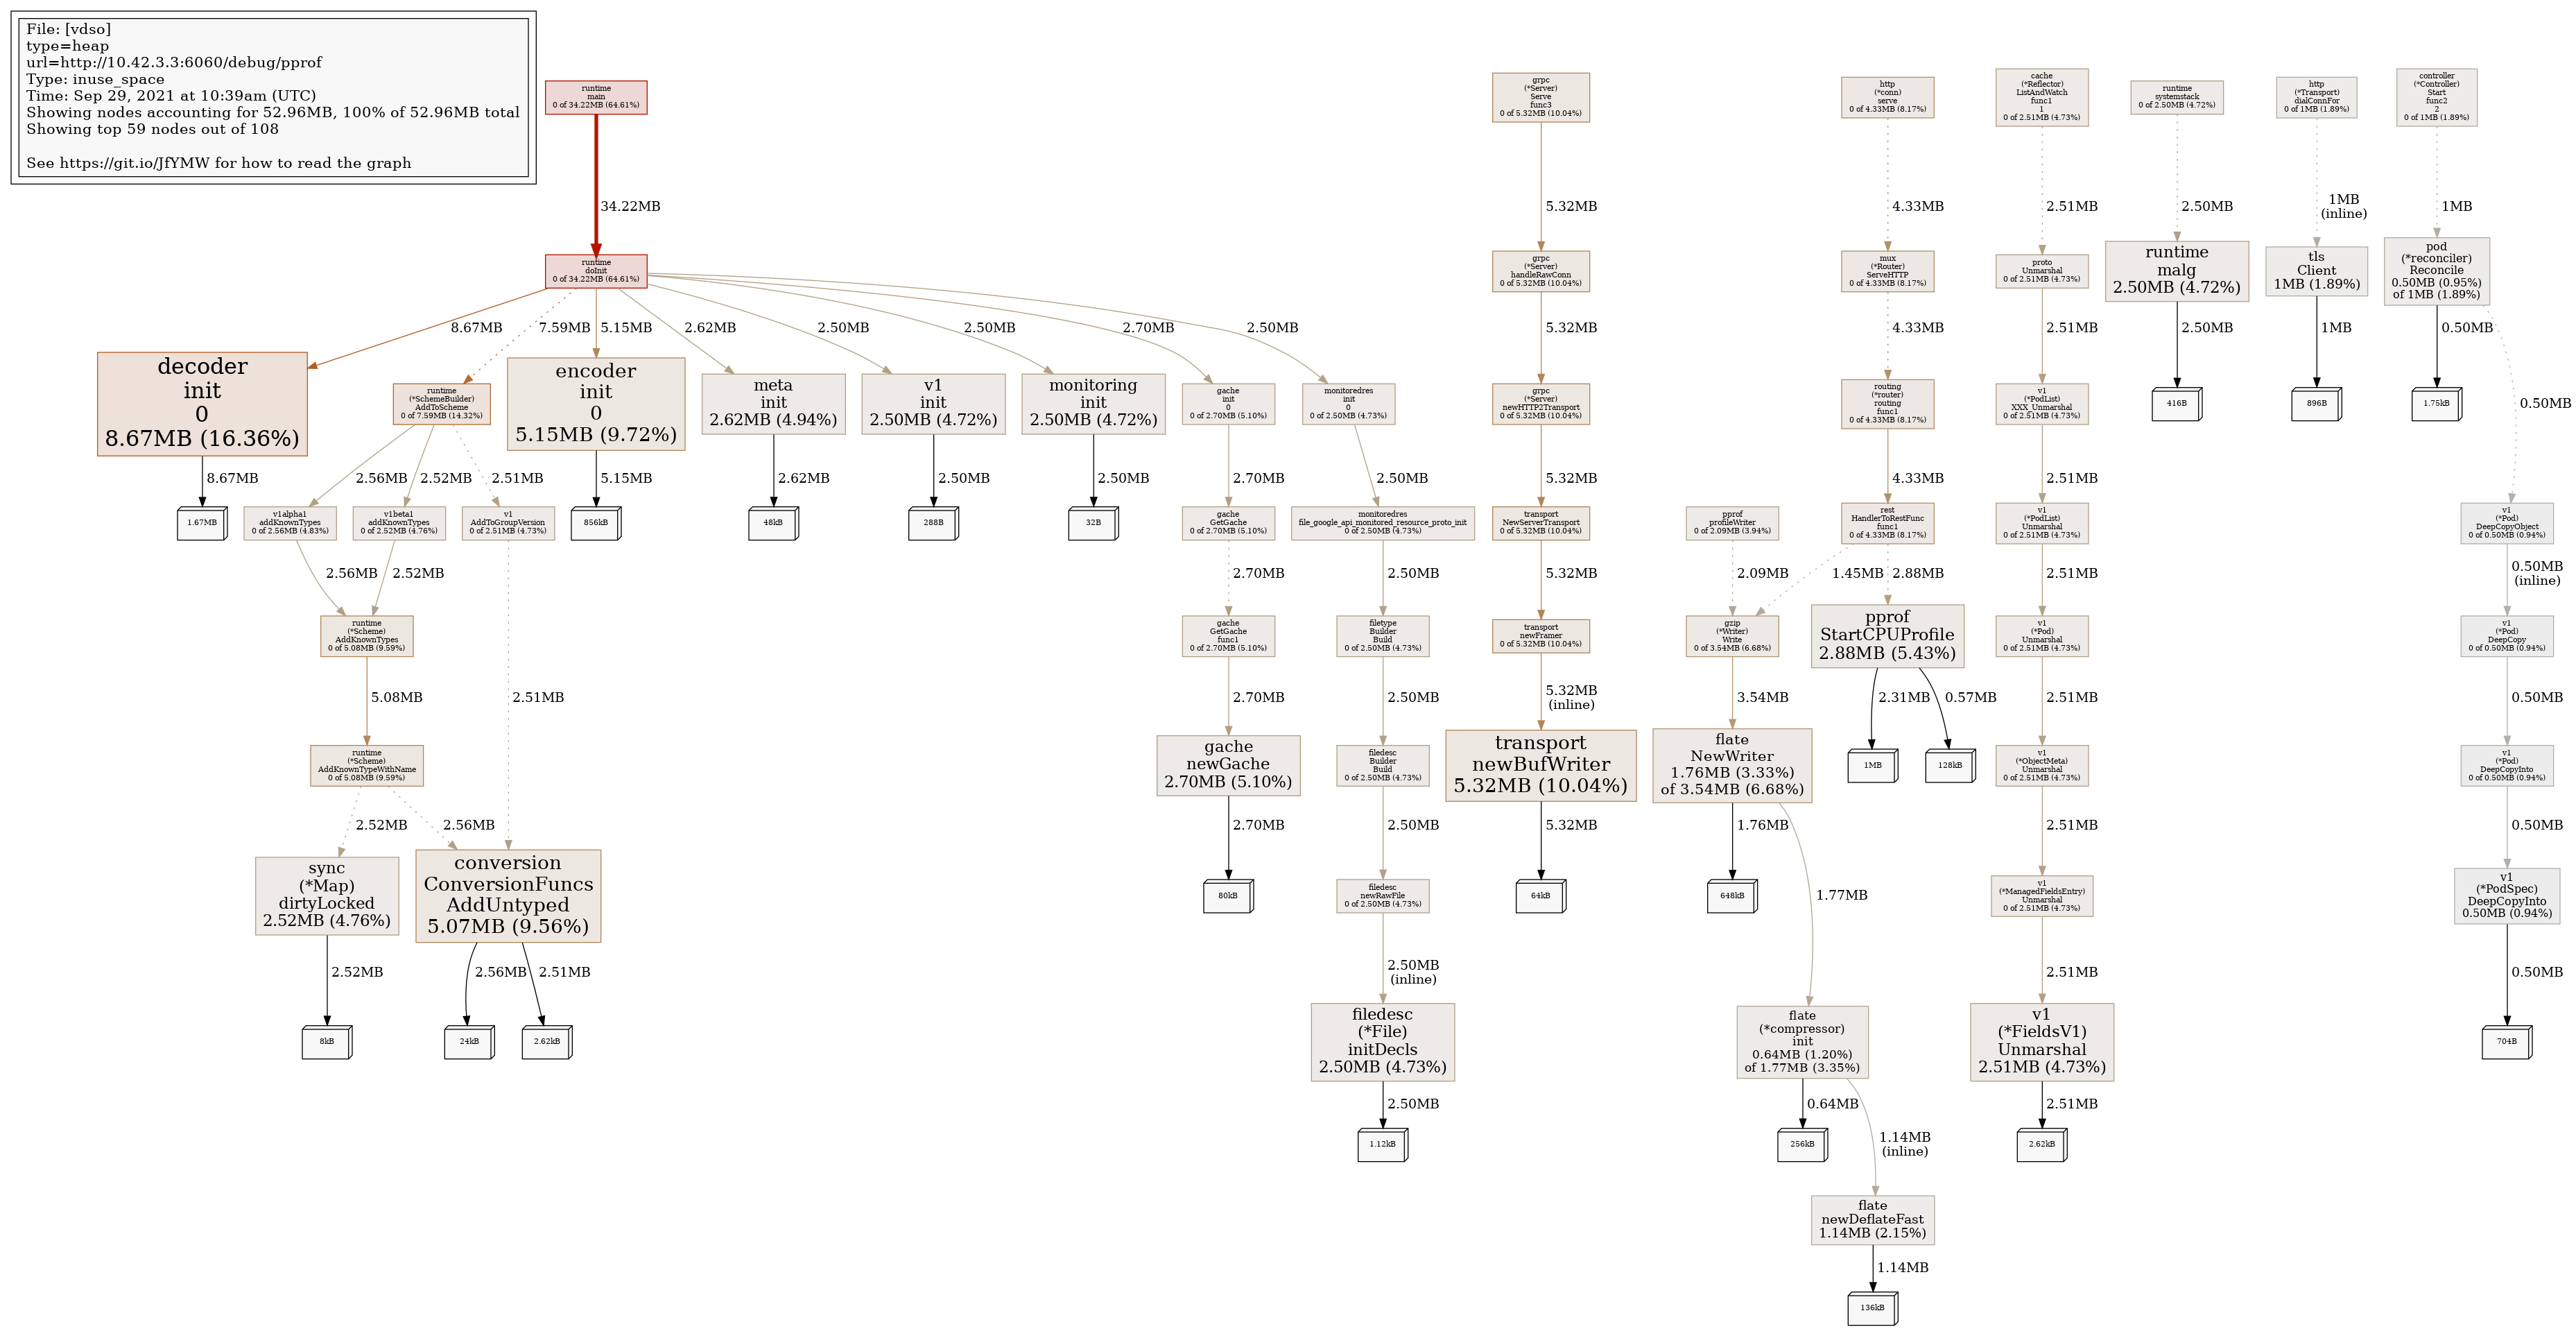 File: [vdso]
type=heap
url=http://10.42.3.3:6060/debug/pprof
Type: inuse_space
Time: Sep 29, 2021 at 10:39am (UTC)
Showing nodes accounting for 52.96MB, 100% of 52.96MB total
Showing top 59 nodes out of 108
See https://git.io/JfYMW for how to read the graph
runtime
main
0 of 34.22MB (64.61%)
34.22MB
runtime
doInit
0 of 34.22MB (64.61%)
8.67MB
7.59MB
5.15MB
2.62MB
2.50MB
2.50MB
2.70MB
2.50MB
decoder
init
0
8.67MB (16.36%)
8.67MB
1.67MB
runtime
(*SchemeBuilder)
AddToScheme
0 of 7.59MB (14.32%)
2.56MB
2.52MB
2.51MB
encoder
init
0
5.15MB (9.72%)
5.15MB
856kB
meta
init
2.62MB (4.94%)
2.62MB
48kB
v1
init
2.50MB (4.72%)
2.50MB
288B
monitoring
init
2.50MB (4.72%)
2.50MB
32B
v1alpha1
addKnownTypes
0 of 2.56MB (4.83%)
2.56MB
v1beta1
addKnownTypes
0 of 2.52MB (4.76%)
2.52MB
v1
AddToGroupVersion
0 of 2.51MB (4.73%)
2.51MB
runtime
(*Scheme)
AddKnownTypes
0 of 5.08MB (9.59%)
5.08MB
runtime
(*Scheme)
AddKnownTypeWithName
0 of 5.08MB (9.59%)
2.52MB
2.56MB
sync
(*Map)
dirtyLocked
2.52MB (4.76%)
2.52MB
8kB
conversion
ConversionFuncs
AddUntyped
5.07MB (9.56%)
2.56MB
2.51MB
24kB
2.62kB
gache
init
0
0 of 2.70MB (5.10%)
2.70MB
gache
GetGache
0 of 2.70MB (5.10%)
2.70MB
gache
GetGache
func1
0 of 2.70MB (5.10%)
2.70MB
gache
newGache
2.70MB (5.10%)
2.70MB
80kB
monitoredres
init
0
0 of 2.50MB (4.73%)
2.50MB
monitoredres
file_google_api_monitored_resource_proto_init
0 of 2.50MB (4.73%)
2.50MB
filetype
Builder
Build
0 of 2.50MB (4.73%)
2.50MB
filedesc
Builder
Build
0 of 2.50MB (4.73%)
2.50MB
filedesc
newRawFile
0 of 2.50MB (4.73%)
2.50MB
(inline)
filedesc
(*File)
initDecls
2.50MB (4.73%)
2.50MB
1.12kB
grpc
(*Server)
Serve
func3
0 of 5.32MB (10.04%)
5.32MB
grpc
(*Server)
handleRawConn
0 of 5.32MB (10.04%)
5.32MB
grpc
(*Server)
newHTTP2Transport
0 of 5.32MB (10.04%)
5.32MB
transport
NewServerTransport
0 of 5.32MB (10.04%)
5.32MB
transport
newFramer
0 of 5.32MB (10.04%)
5.32MB
(inline)
transport
newBufWriter
5.32MB (10.04%)
5.32MB
64kB
http
(*conn)
serve
0 of 4.33MB (8.17%)
4.33MB
mux
(*Router)
ServeHTTP
0 of 4.33MB (8.17%)
4.33MB
routing
(*router)
routing
func1
0 of 4.33MB (8.17%)
4.33MB
rest
HandlerToRestFunc
func1
0 of 4.33MB (8.17%)
1.45MB
2.88MB
pprof
profileWriter
0 of 2.09MB (3.94%)
2.09MB
gzip
(*Writer)
Write
0 of 3.54MB (6.68%)
3.54MB
pprof
StartCPUProfile
2.88MB (5.43%)
2.31MB
0.57MB
1MB
128kB
flate
NewWriter
1.76MB (3.33%)
of 3.54MB (6.68%)
1.76MB
1.77MB
648kB
flate
(*compressor)
init
0.64MB (1.20%)
of 1.77MB (3.35%)
0.64MB
1.14MB
(inline)
256kB
flate
newDeflateFast
1.14MB (2.15%)
1.14MB
136kB
cache
(*Reflector)
ListAndWatch
func1
1
0 of 2.51MB (4.73%)
2.51MB
proto
Unmarshal
0 of 2.51MB (4.73%)
2.51MB
v1
(*PodList)
XXX_Unmarshal
0 of 2.51MB (4.73%)
2.51MB
v1
(*PodList)
Unmarshal
0 of 2.51MB (4.73%)
2.51MB
v1
(*Pod)
Unmarshal
0 of 2.51MB (4.73%)
2.51MB
v1
(*ObjectMeta)
Unmarshal
0 of 2.51MB (4.73%)
2.51MB
v1
(*ManagedFieldsEntry)
Unmarshal
0 of 2.51MB (4.73%)
2.51MB
v1
(*FieldsV1)
Unmarshal
2.51MB (4.73%)
2.51MB
2.62kB
runtime
systemstack
0 of 2.50MB (4.72%)
2.50MB
runtime
malg
2.50MB (4.72%)
2.50MB
416B
http
(*Transport)
dialConnFor
0 of 1MB (1.89%)
1MB
(inline)
tls
Client
1MB (1.89%)
1MB
896B
controller
(*Controller)
Start
func2
2
0 of 1MB (1.89%)
1MB
pod
(*reconciler)
Reconcile
0.50MB (0.95%)
of 1MB (1.89%)
0.50MB
0.50MB
1.75kB
v1
(*Pod)
DeepCopyObject
0 of 0.50MB (0.94%)
0.50MB
(inline)
v1
(*Pod)
DeepCopy
0 of 0.50MB (0.94%)
0.50MB
v1
(*Pod)
DeepCopyInto
0 of 0.50MB (0.94%)
0.50MB
v1
(*PodSpec)
DeepCopyInto
0.50MB (0.94%)
0.50MB
704B